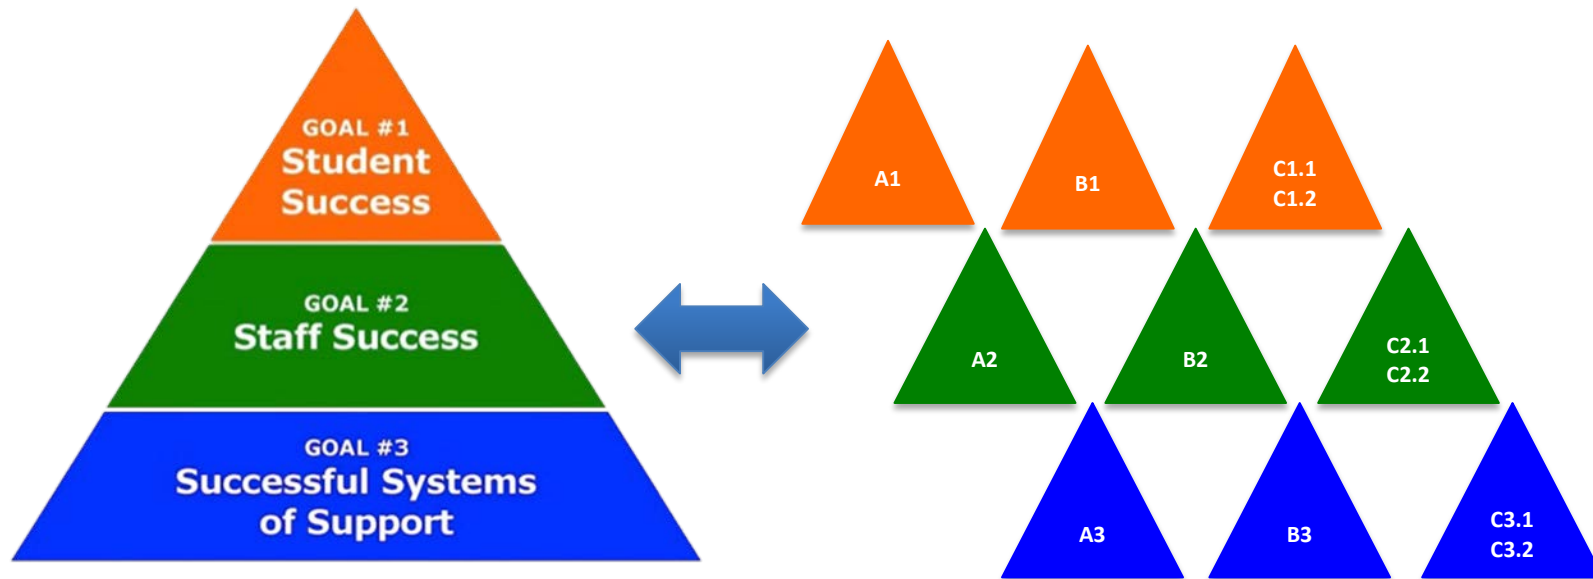 GOAL #1
Student
Success
GOAL #2
Staff Success
GOAL #3
Successful Systems
of Support
A1
B1
C1.1
C1.2
A2
B2
C2.1
C2.2
A3
B3
C3.1
C3.2